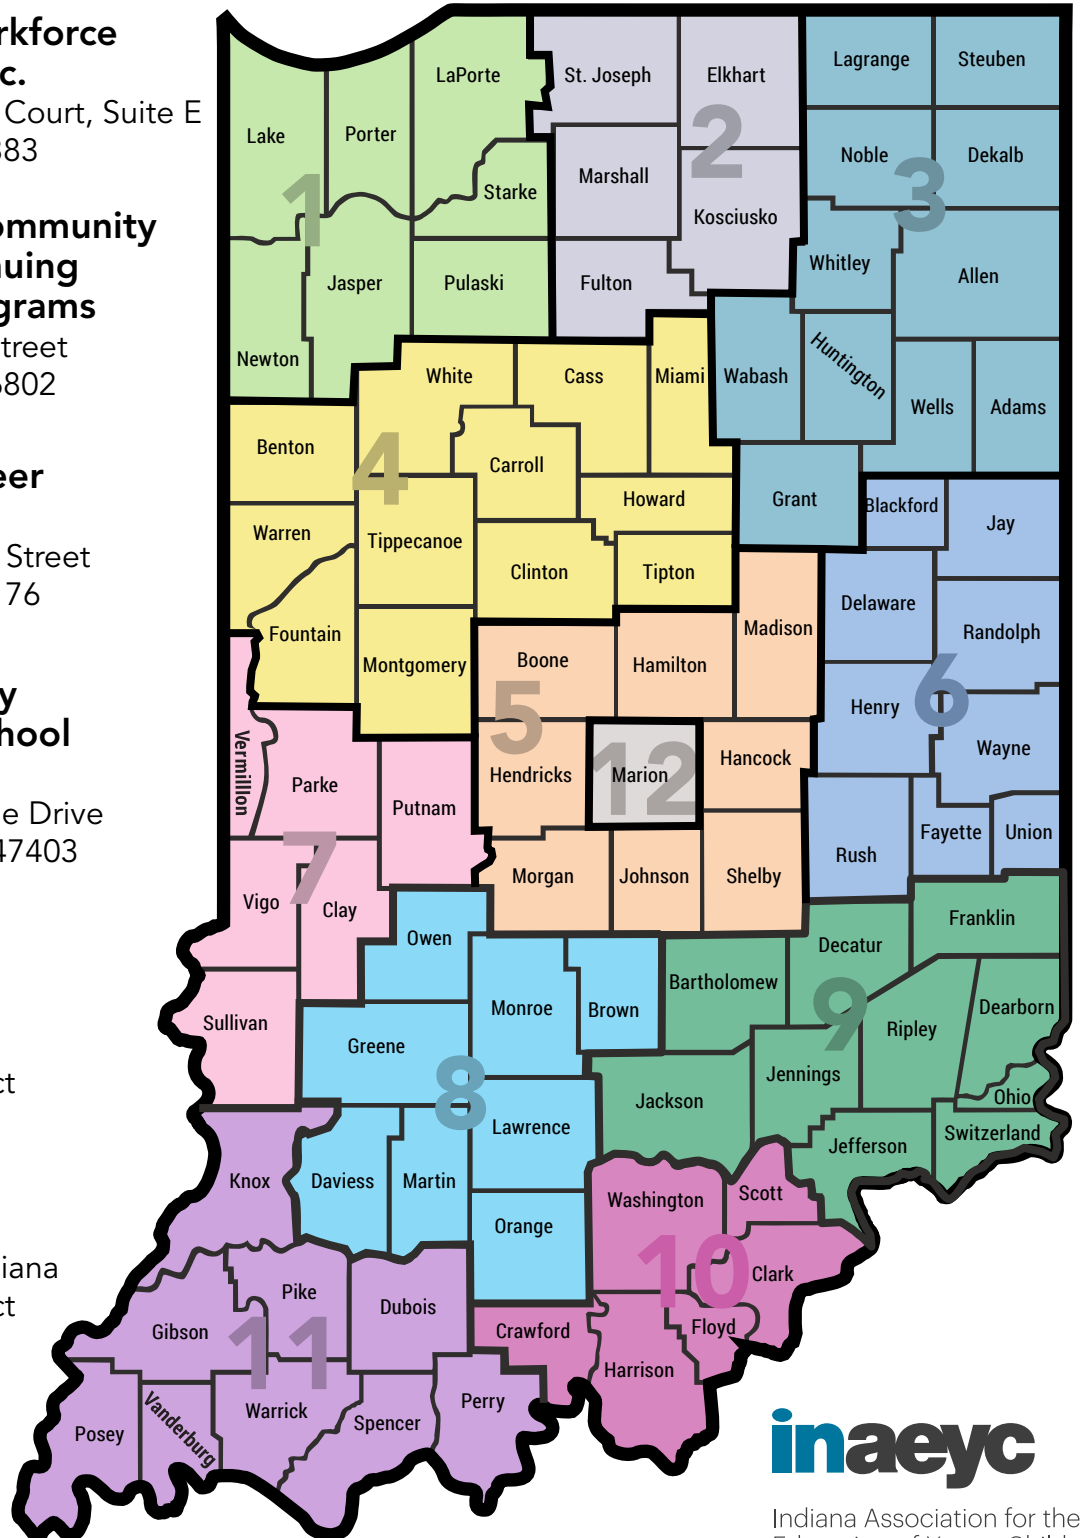 rkforce
c.
Court, Suite E
383
ommunity
nuing
grams
treet
6802
eer
Street
76
y
hool
e Drive
47403
ct
iana
ct
Lake
Porter
LaPorte
Starke
1
Jasper
Pulaski
Newton
St. Joseph
Elkhart
2
Marshall
Kosciusko
Fulton
Lagrange
Steuben
Noble
Dekalb
3
Whitley
Allen
Wabash
Huntington
Wells
Adams
Grant
White
Cass
Miami
Benton
4
Carroll
Howard
Warren
Tippecanoe
Clinton
Tipton
Fountain
Montgomery
Boone
Hamilton
Madison
5
Hendricks
Hancock
Morgan
Johnson
Shelby
12
Marion
Blackford
Jay
Delaware
Randolph
Henry
6
Wayne
Rush
Fayette
Union
Vermillion
Parke
Putnam
7
Vigo
Clay
Sullivan
Owen
Monroe
Brown
Greene
8
Lawrence
Daviess
Martin
Orange
Franklin
Decatur
Bartholomew
9
Ripley
Dearborn
Jennings
Jackson
Ohio
Jefferson
Switzerland
Washington
Scott
10
Clark
Crawford
Floyd
Harrison
Knox
Pike
Dubois
Gibson
11
Posey
Vanderburg
Warrick
Spencer
Perry
inaeyc
Indiana Association for the